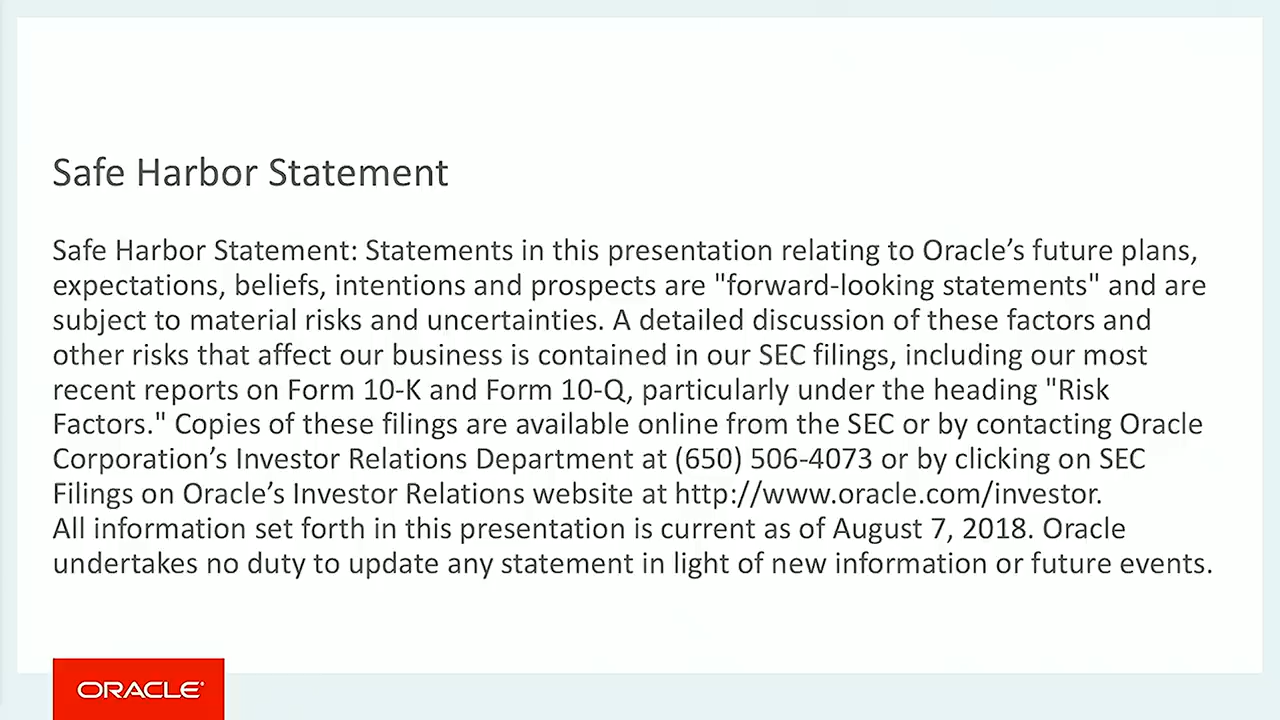 Safe Harbor Statement
Safe Harbor Statement: Statements in this presentation relating to Oracle’s future plans,
expectations, beliefs, intentions and prospects are "forward-looking statements" and are
subject to material risks and uncertainties. A detailed discussion of these factors and
other risks that affect our business is contained in our SEC filings, including our most
recent reports on Form 10-K and Form 10-Q, particularly under the heading "Risk
Factors." Copies of these filings are available online from the SEC or by contacting Oracle
Corporation’s Investor Relations Department at (650) 506-4073 or by clicking on SEC
Filings on Oracle’s Investor Relations website at http://www.oracle.com/investor.
All information set forth in this presentation is current as of August 7, 2018. Oracle
undertakes no duty to update any statement in light of new information or future events.
ORACLE®